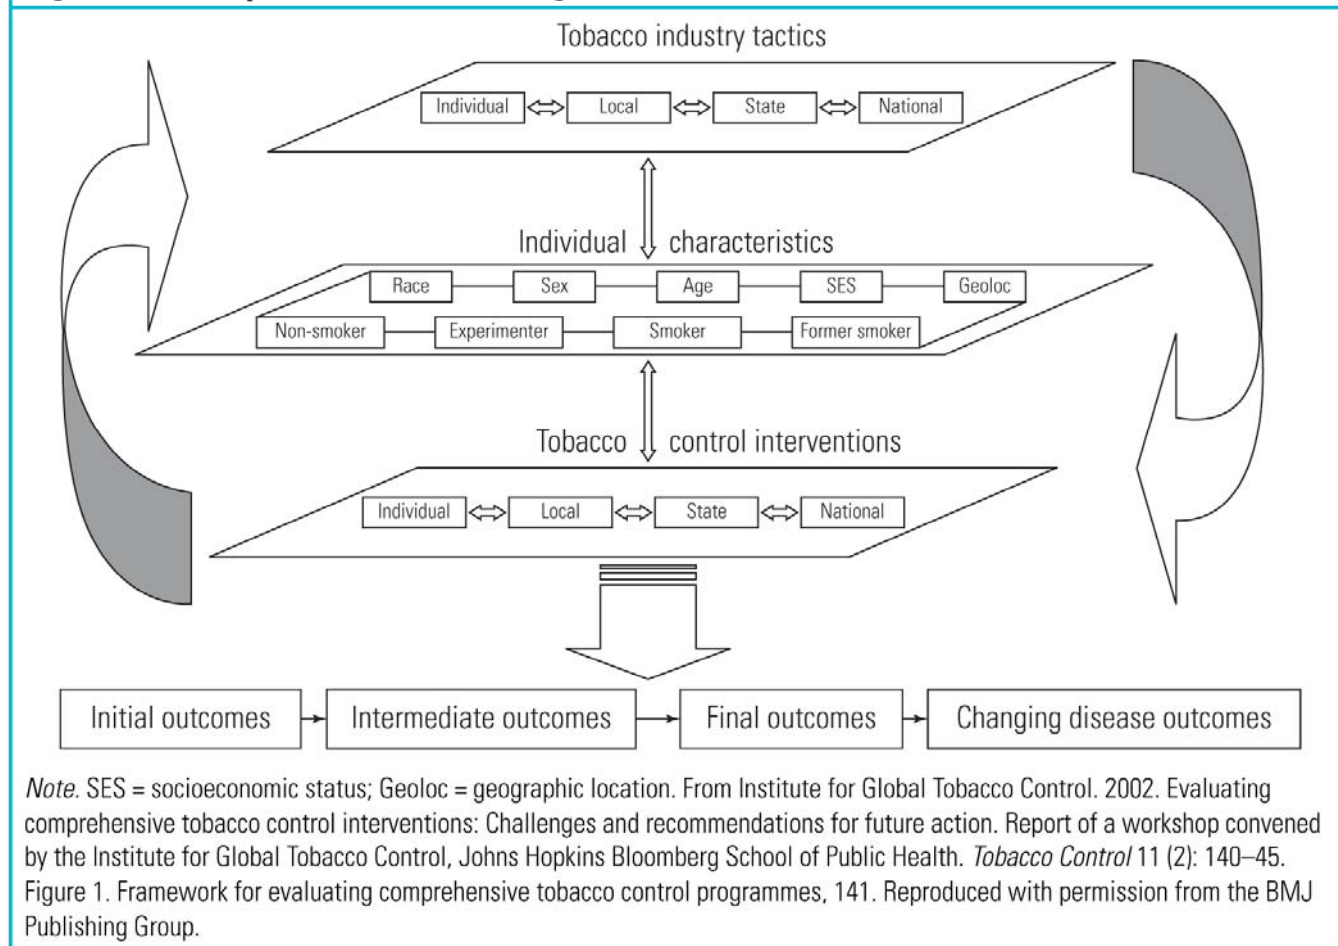 Tobacco industry tactics
Individual Local State National
Individual characteristics
Race Sex Age SES Geoloc
Non-smoker Experimenter Smoker Former smoker
Tobacco control interventions
Individual Local State National
Initial outcomes Intermediate outcomes Final outcomes Changing disease outcomes
Note. SES = socioeconomic status; Geoloc = geographic location. From Institute for Global Tobacco Control. 2002. Evaluating
comprehensive tobacco control interventions: Challenges and recommendations for future action. Report of a workshop convened
by the Institute for Global Tobacco Control, Johns Hopkins Bloomberg School of Public Health. Tobacco Control 11 (2): 140–45.
Figure 1. Framework for evaluating comprehensive tobacco control programmes, 141. Reproduced with permission from the BMJ
Publishing Group.